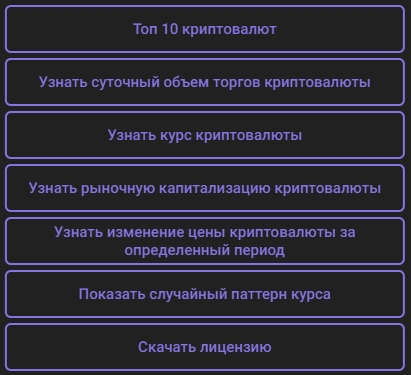 Топ 10 криптовалют
Узнать суточный объем торгов криптовалюты
Узнать курс криптовалюты
Узнать рыночную капитализацию криптовалюты
Узнать изменение цены криптовалюты за
определенный период
Показать случайный паттерн курса
Скачать лицензию